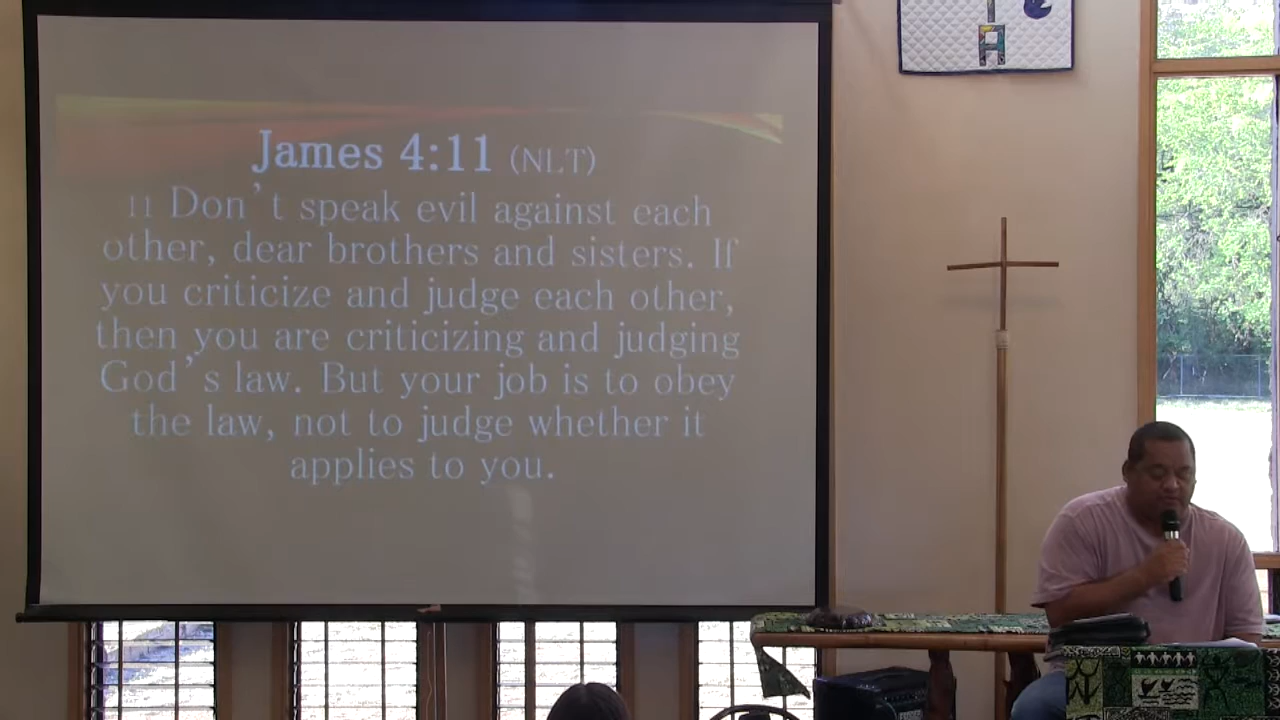 James 4:11 (NLT)
11 Don't speak evil against each
other, dear brothers and sisters. If
you criticize and judge each other,
then you are criticizing and judging
God's law. But your job is to obey
the law, not to judge whether it
applies to you.